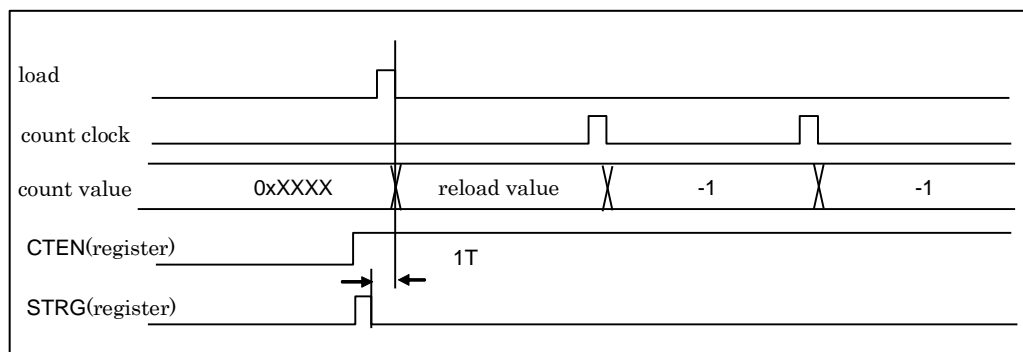 load
count clock
count value 0xXXXX reload value -1 -1
CTEN(register)
1T
STRG(register)